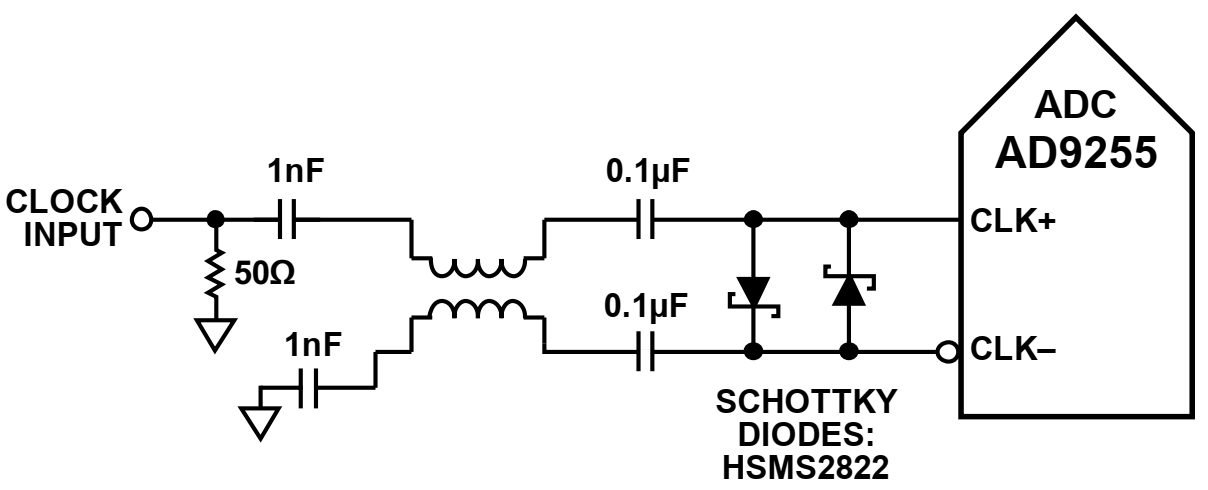 ADC
AD9255
1nF
0.1µF
CLOCK
INPUT
CLK+
50Ω
0.1µF
1nF
CLK–
SCHOTTKY
DIODES:
HSMS2822